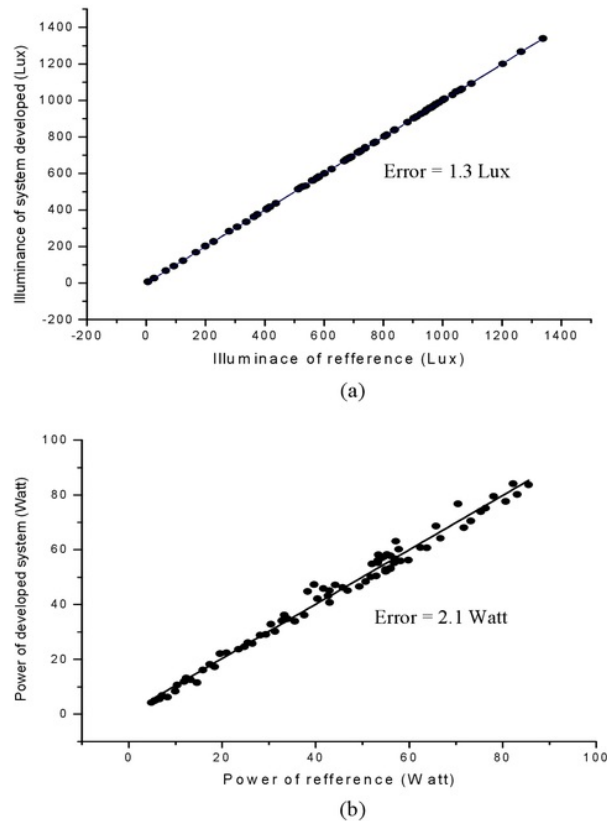 1400
1200
1000
800
600
400
200
0
-200
Illuminance of system developed (Lux)
Error = 1.3 Lux
-200 0 200 400 600 800 1000 1200 1400
Illuminace of refference (Lux)
(a)
100
80
60
40
20
0
Power of developed system (Watt)
Error = 2.1 Watt
0 20 40 60 80 100
Power of refference (Watt)
(b)